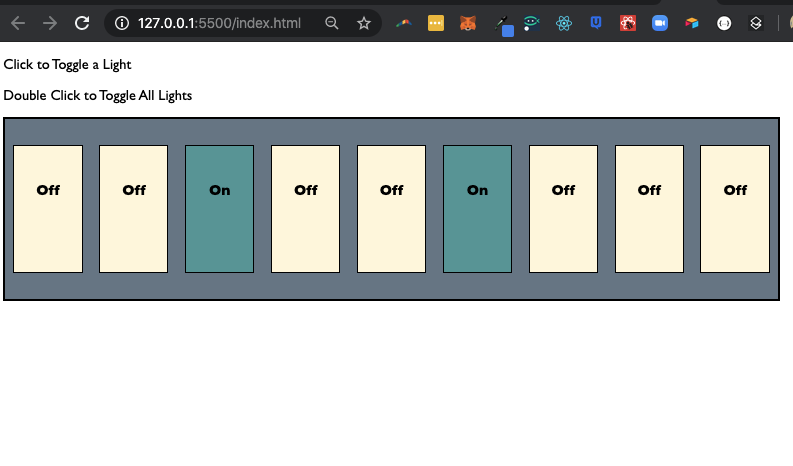 127.0.0.1:5500/index.html
Click to Toggle a Light
Double Click to Toggle All Lights
Off Off On Off Off On Off Off Off